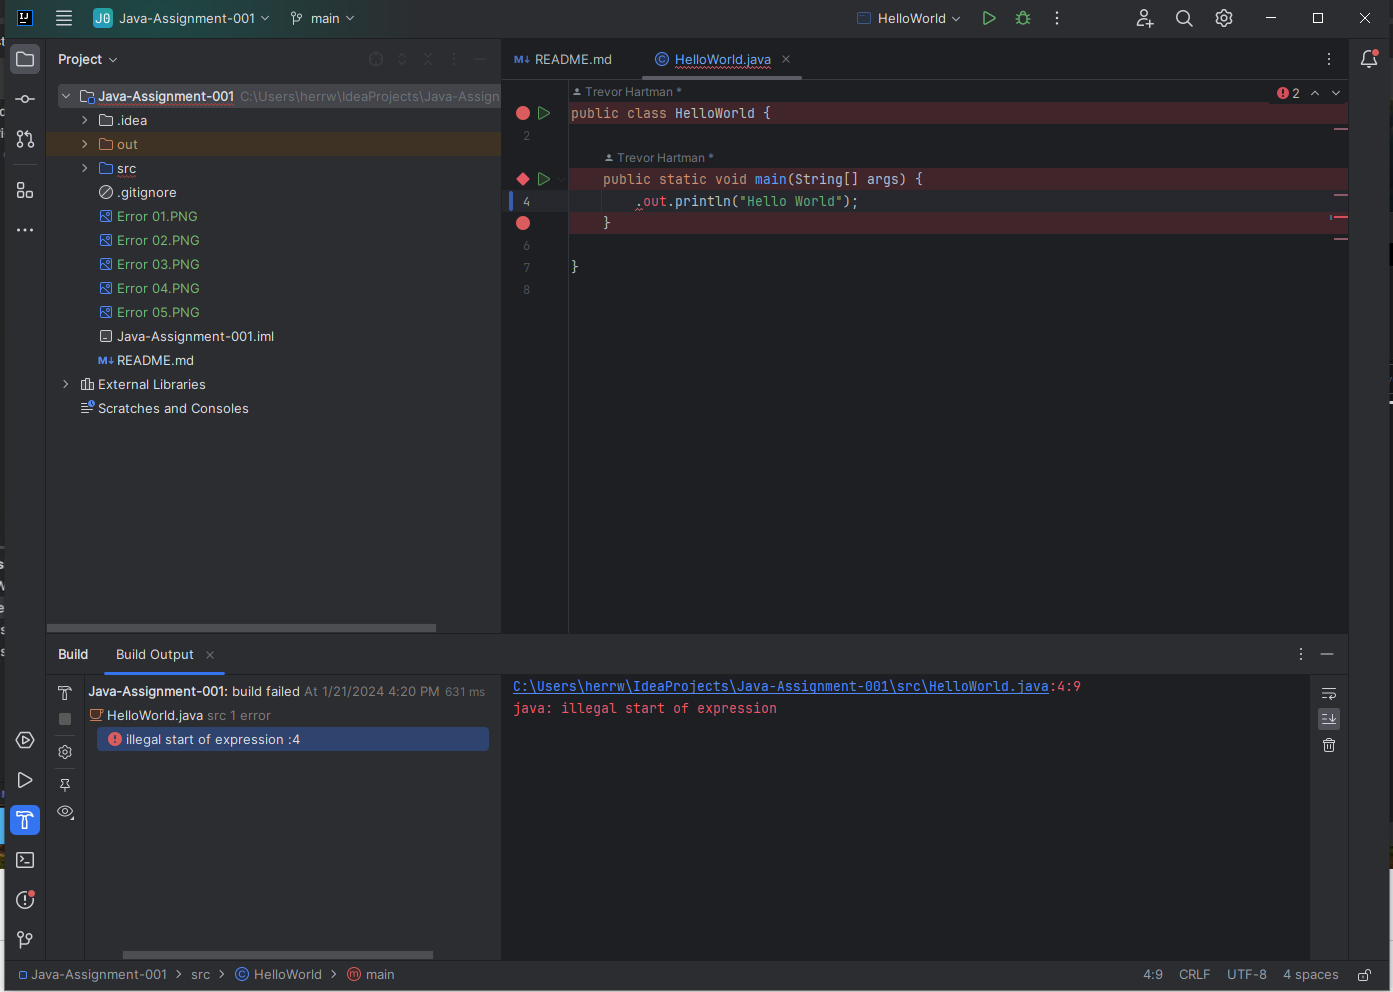 J0 Java-Assignment-001 main HelloWorld
Project
README.md HelloWorld.java
Java-Assignment-001 C:\Users\herrw\IdeaProjects\Java-Assign
.idea
out
src
.gitignore
Error 01.PNG
Error 02.PNG
Error 03.PNG
Error 04.PNG
Error 05.PNG
Java-Assignment-001.iml
README.md
External Libraries
Scratches and Consoles
Trevor Hartman *
2
public class HelloWorld {
2
Trevor Hartman *
public static void main(String[] args) {
4 .out.println("Hello World");
}
6
7 }
8
Build Build Output
Java-Assignment-001: build failed At 1/21/2024 4:20 PM 631 ms
HelloWorld.java src 1 error
illegal start of expression :4
C:\Users\herrw\IdeaProjects\Java-Assignment-001\src\HelloWorld.java:4:9
java: illegal start of expression
Java-Assignment-001 > src > HelloWorld > main 4:9 CRLF UTF-8 4 spaces